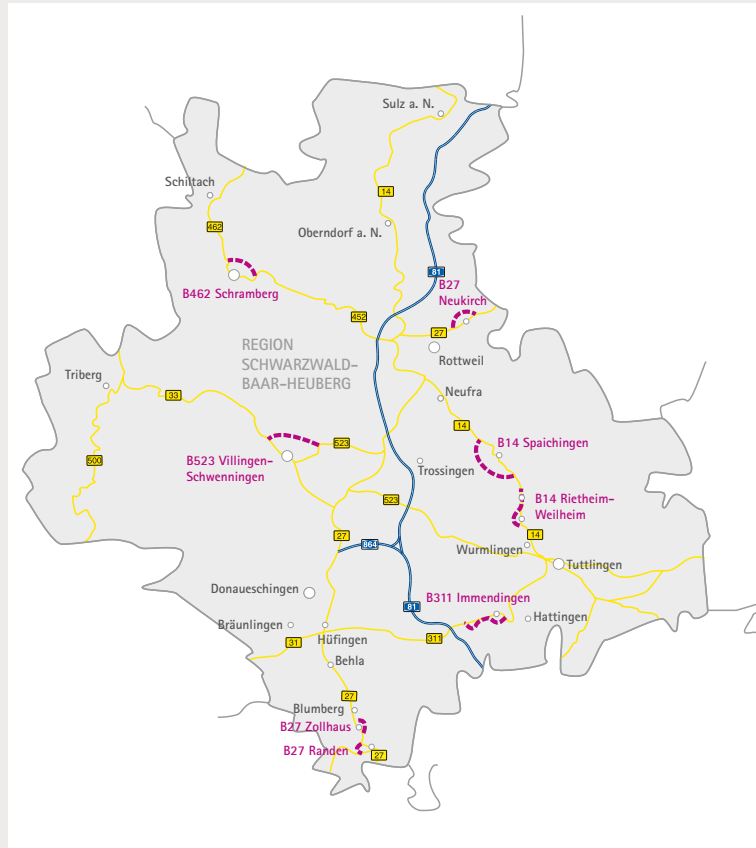 Sulz a. N.
Schiltach
14
462
Oberndorf a. N.
81
B27
Neukirch
B462 Schramberg
452
27
REGION
SCHWARZWALD-
BAAR-HEUBERG
Rottweil
Triberg
33
Neufra
14
523
B14 Spaichingen
500
B523 Villingen-
Schwenningen
Trossingen
523
B14 Rietheim-
Weilheim
27
864
14
Wurmlingen
Tuttlingen
Donaueschingen
B311 Immendingen
81
Hattingen
Bräunlingen
31
Hüfingen
311
Behla
27
Blumberg
B27 Zollhaus
B27 Randen
27